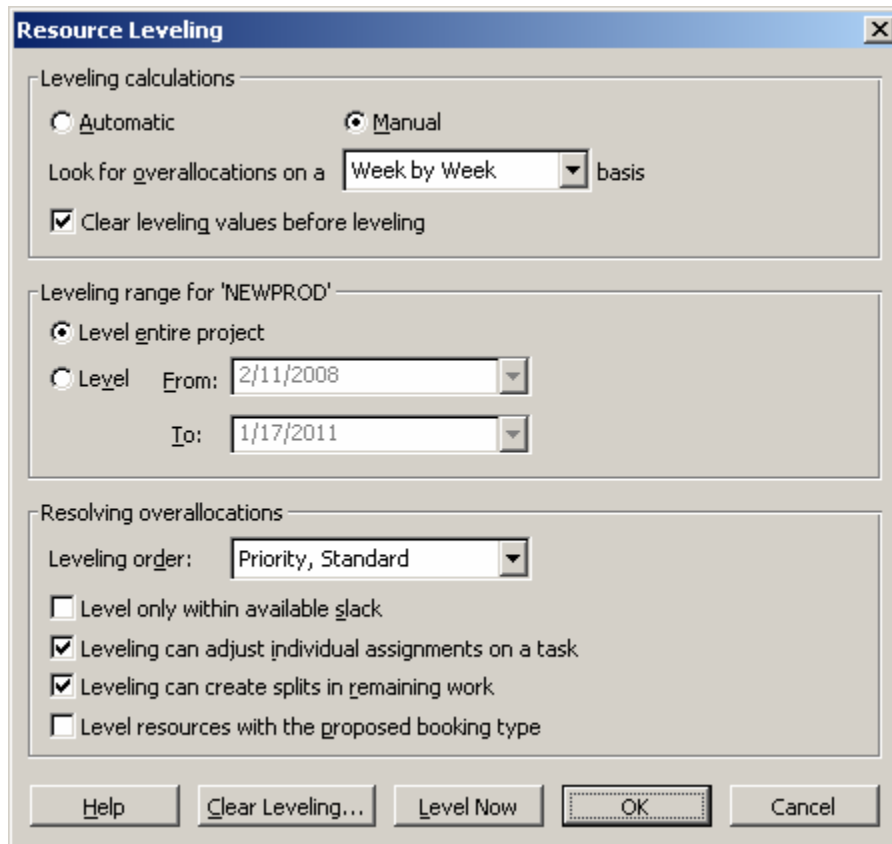 Resource Leveling
Leveling calculations
Automatic Manual
Look for overallocations on a Week by Week basis
Clear leveling values before leveling
Leveling range for 'NEWPROD'
Level entire project
Level From: 2/11/2008
To: 1/17/2011
Resolving overallocations
Leveling order: Priority, Standard
Level only within available slack
Leveling can adjust individual assignments on a task
Leveling can create splits in remaining work
Level resources with the proposed booking type
Help Clear Leveling... Level Now OK Cancel